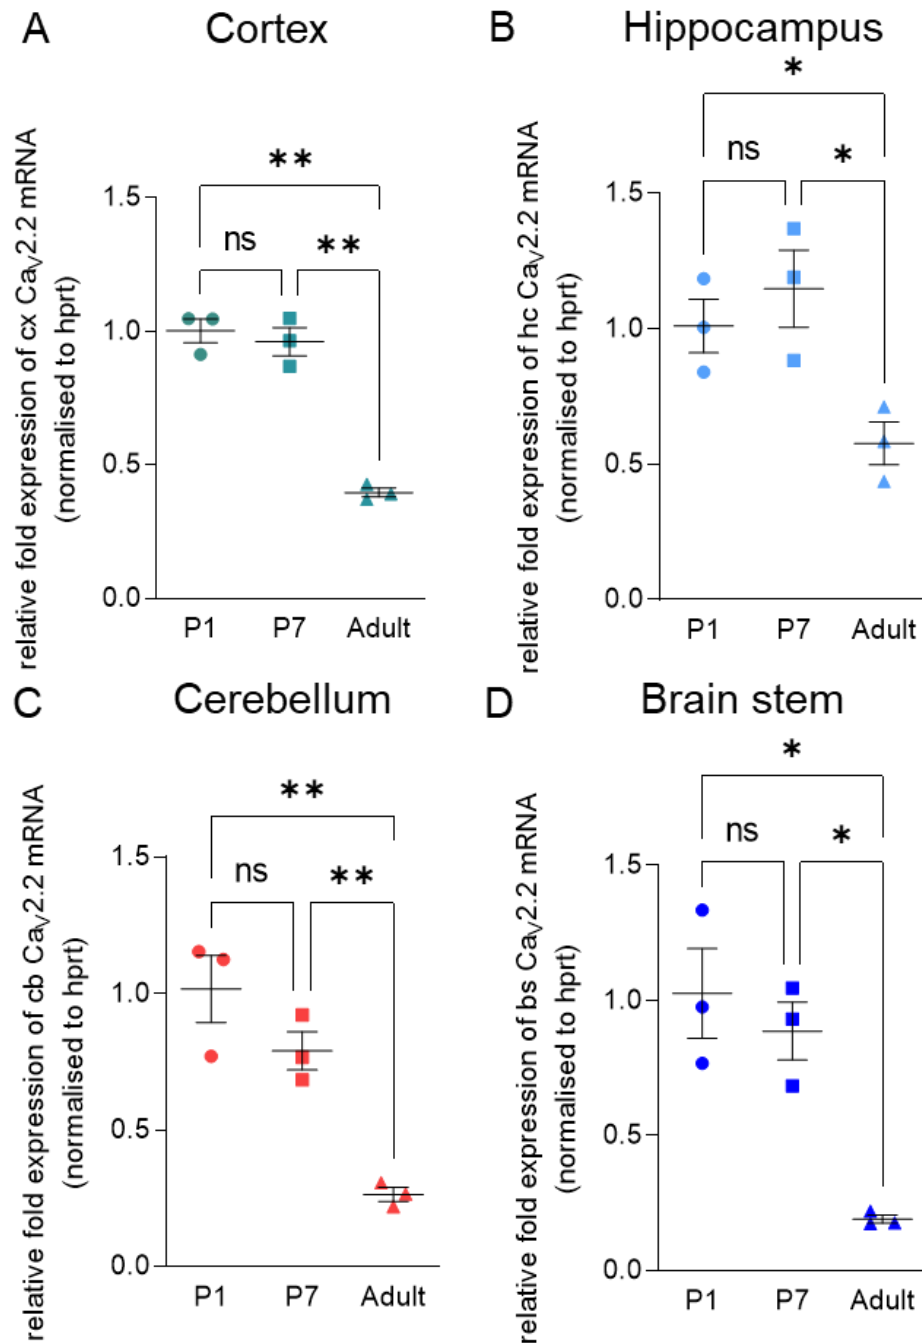 A Cortex
relative fold expression of cx CaV2.2 mRNA
(normalised to hprt)
**
ns **
1.5
1.0
0.5
0.0
P1 P7 Adult
B Hippocampus
relative fold expression of hc CaV2.2 mRNA
(normalised to hprt)
*
ns *
1.5
1.0
0.5
0.0
P1 P7 Adult
C Cerebellum
relative fold expression of cb CaV2.2 mRNA
(normalised to hprt)
**
ns **
1.5
1.0
0.5
0.0
P1 P7 Adult
D Brain stem
relative fold expression of bs CaV2.2 mRNA
(normalised to hprt)
*
ns *
1.5
1.0
0.5
0.0
P1 P7 Adult